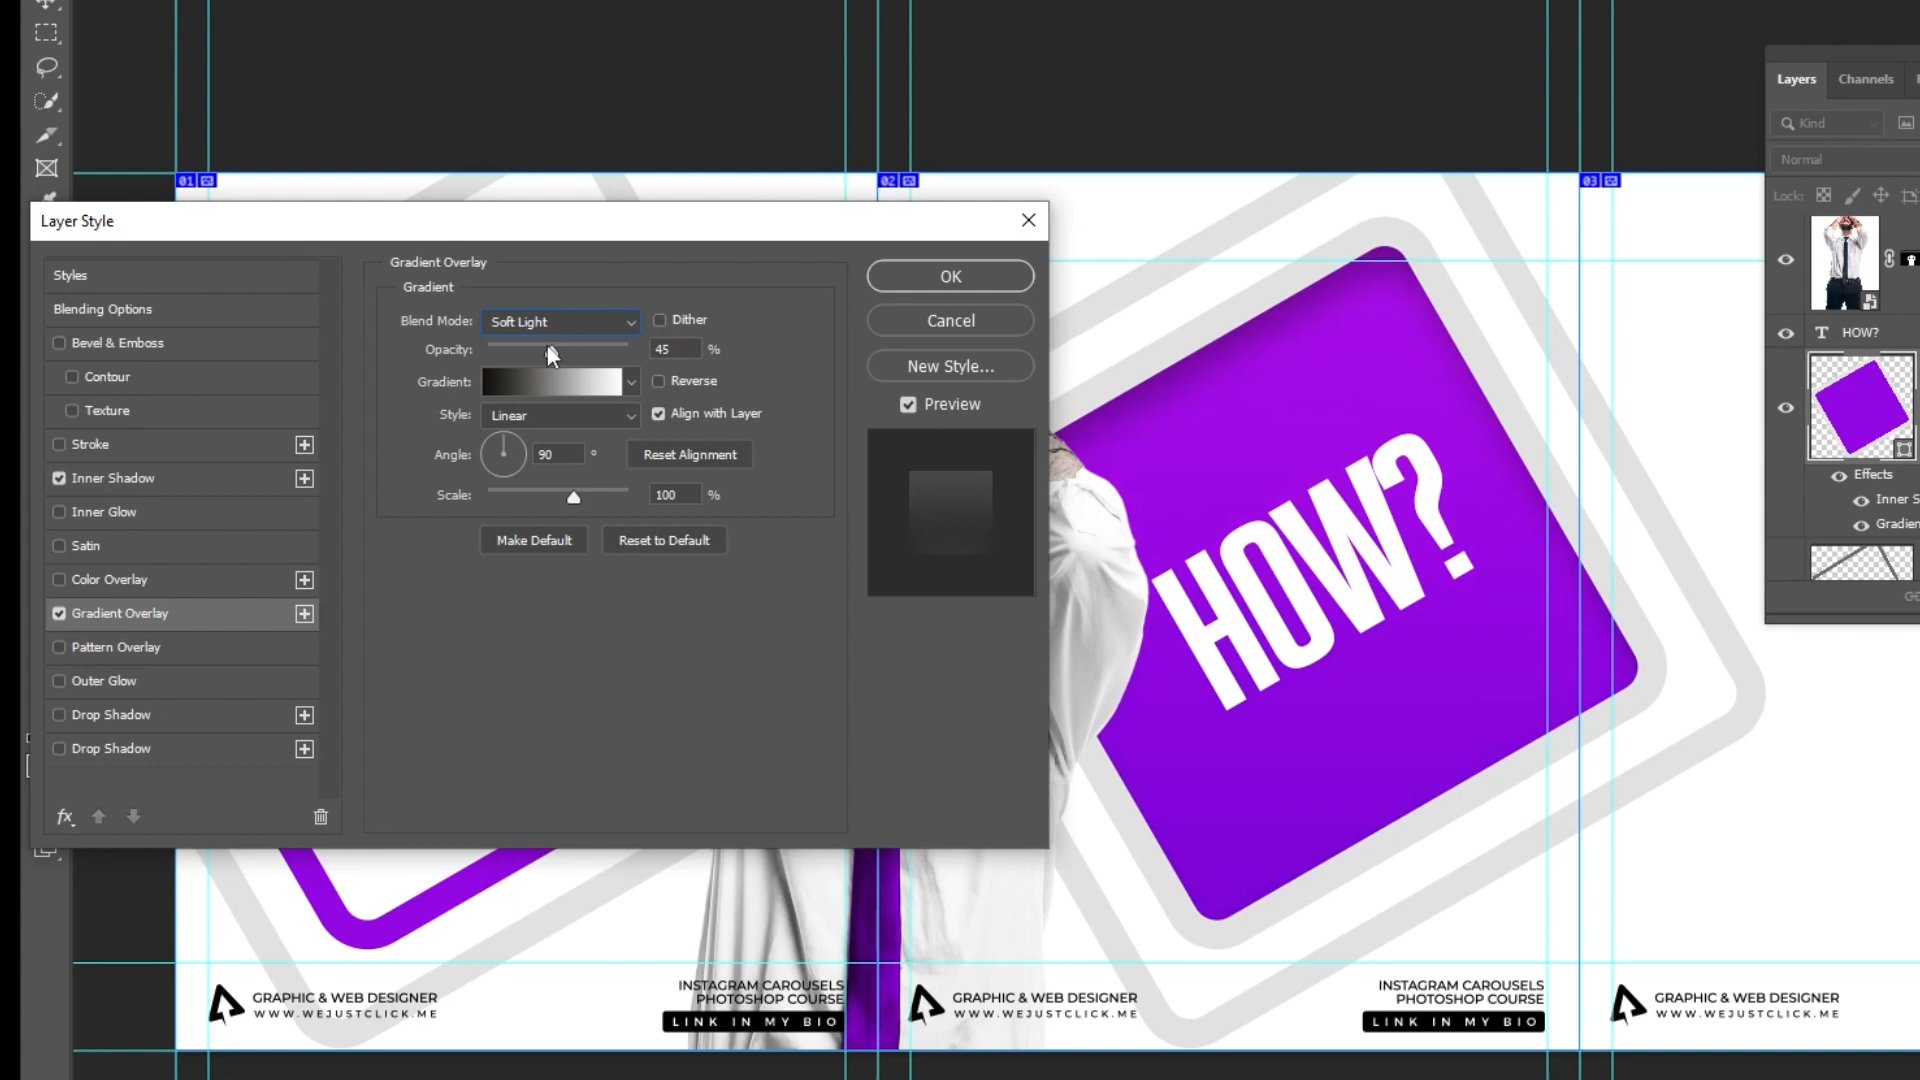 01
02
03
Layer Style
Styles
Blending Options
Bevel & Emboss
Contour
Texture
Stroke
Inner Shadow
Inner Glow
Satin
Color Overlay
Gradient Overlay
Pattern Overlay
Outer Glow
Drop Shadow
Drop Shadow
fx
Gradient Overlay
Gradient
Blend Mode: Soft Light Dither
Opacity: 45 %
Gradient: Reverse
Style: Linear Align with Layer
Angle: 90 ° Reset Alignment
Scale: 100 %
Make Default Reset to Default
OK
Cancel
New Style...
Preview
HOW?
Layers Channels
Kind
Normal
Lock:
T HOW?
Effects
Inner S
Gradien
GRAPHIC & WEB DESIGNER
WWW.WEJUSTCLICK.ME
INSTAGRAM CAROUSELS
PHOTOSHOP COURSE
LINK IN MY BIO
GRAPHIC & WEB DESIGNER
WWW.WEJUSTCLICK.ME
INSTAGRAM CAROUSELS
PHOTOSHOP COURSE
LINK IN MY BIO
GRAPHIC & WEB DESIGNER
WWW.WEJUSTCLICK.ME